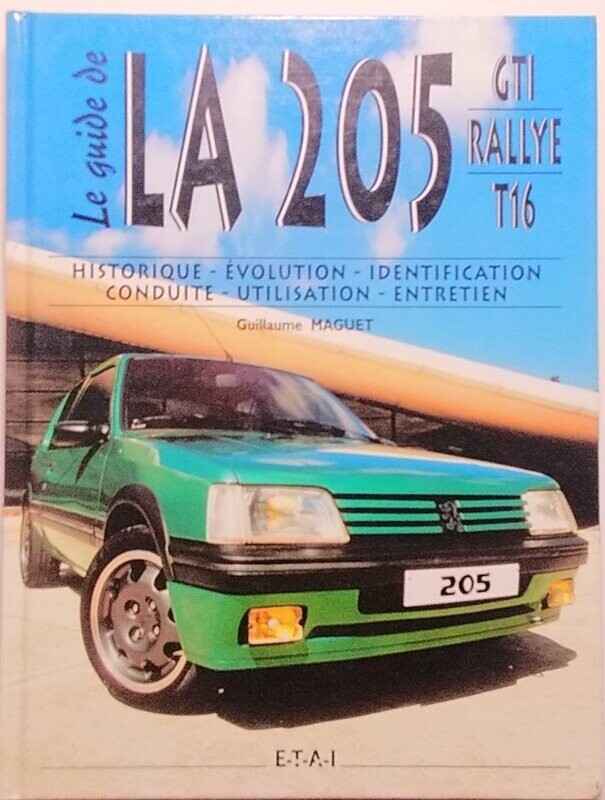 Le guide de
LA 205
GTI
RALLYE
T16
HISTORIQUE - ÉVOLUTION - IDENTIFICATION
CONDUITE - UTILISATION - ENTRETIEN
Guillaume MAGUET
205
E-T-A-I